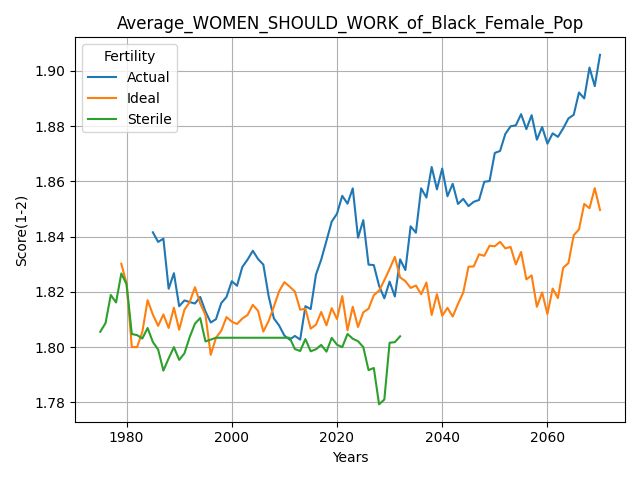 Average_WOMEN_SHOULD_WORK_of_Black_Female_Pop
Fertility
Actual
Ideal
Sterile
Score(1-2)
1.90
1.88
1.86
1.84
1.82
1.80
1.78
1980 2000 2020 2040 2060
Years